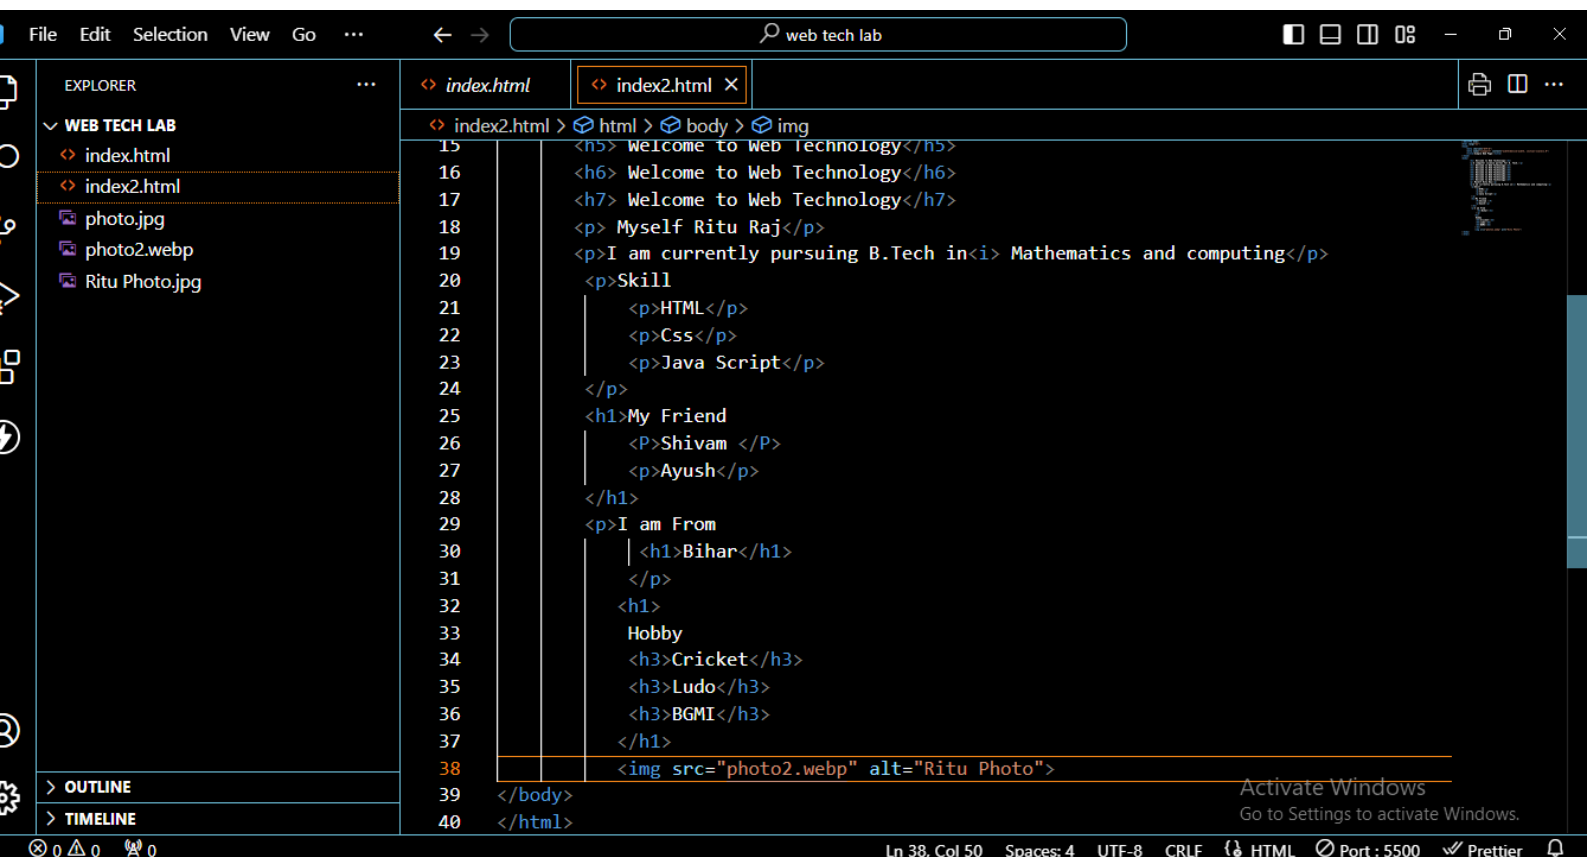 File Edit Selection View Go ··· ← → web tech lab
EXPLORER ···
WEB TECH LAB
index.html
index2.html
photo.jpg
photo2.webp
Ritu Photo.jpg
OUTLINE
TIMELINE
index.html index2.html
index2.html > html > body > img
15 <h5> Welcome to Web Technology</h5>
16 <h6> Welcome to Web Technology</h6>
17 <h7> Welcome to Web Technology</h7>
18 <p> Myself Ritu Raj</p>
19 <p>I am currently pursuing B.Tech in<i> Mathematics and computing</p>
20 <p>Skill
21 <p>HTML</p>
22 <p>Css</p>
23 <p>Java Script</p>
24 </p>
25 <h1>My Friend
26 <P>Shivam </P>
27 <p>Ayush</p>
28 </h1>
29 <p>I am From
30 <h1>Bihar</h1>
31 </p>
32 <h1>
33 Hobby
34 <h3>Cricket</h3>
35 <h3>Ludo</h3>
36 <h3>BGMI</h3>
37 </h1>
38 <img src="photo2.webp" alt="Ritu Photo">
39 </body>
40 </html>
Activate Windows
Go to Settings to activate Windows.
0 0 0 Ln 38, Col 50 Spaces: 4 UTF-8 CRLF HTML Port : 5500 Prettier